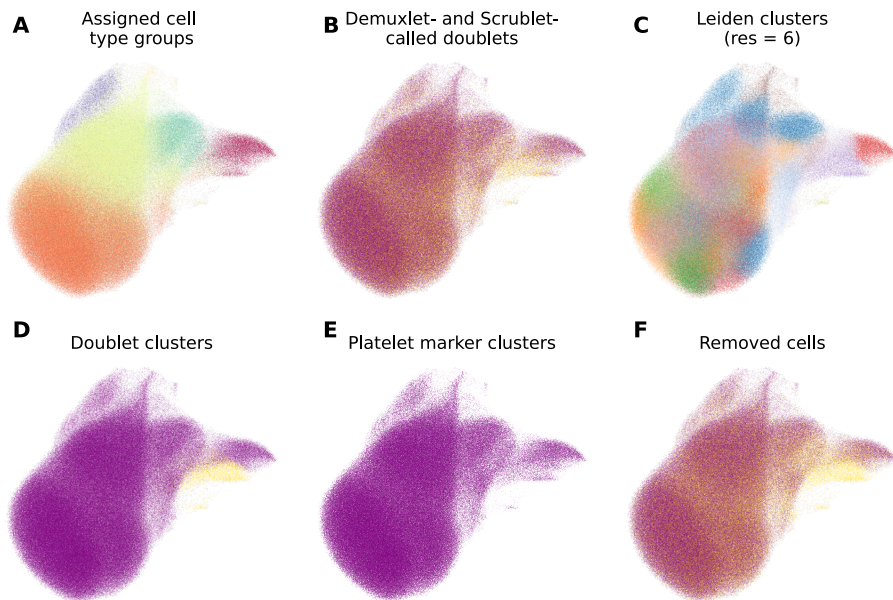 A
Assigned cell
type groups
B
Demuxlet- and Scrublet-
called doublets
C
Leiden clusters
(res = 6)
D
Doublet clusters
E
Platelet marker clusters
F
Removed cells